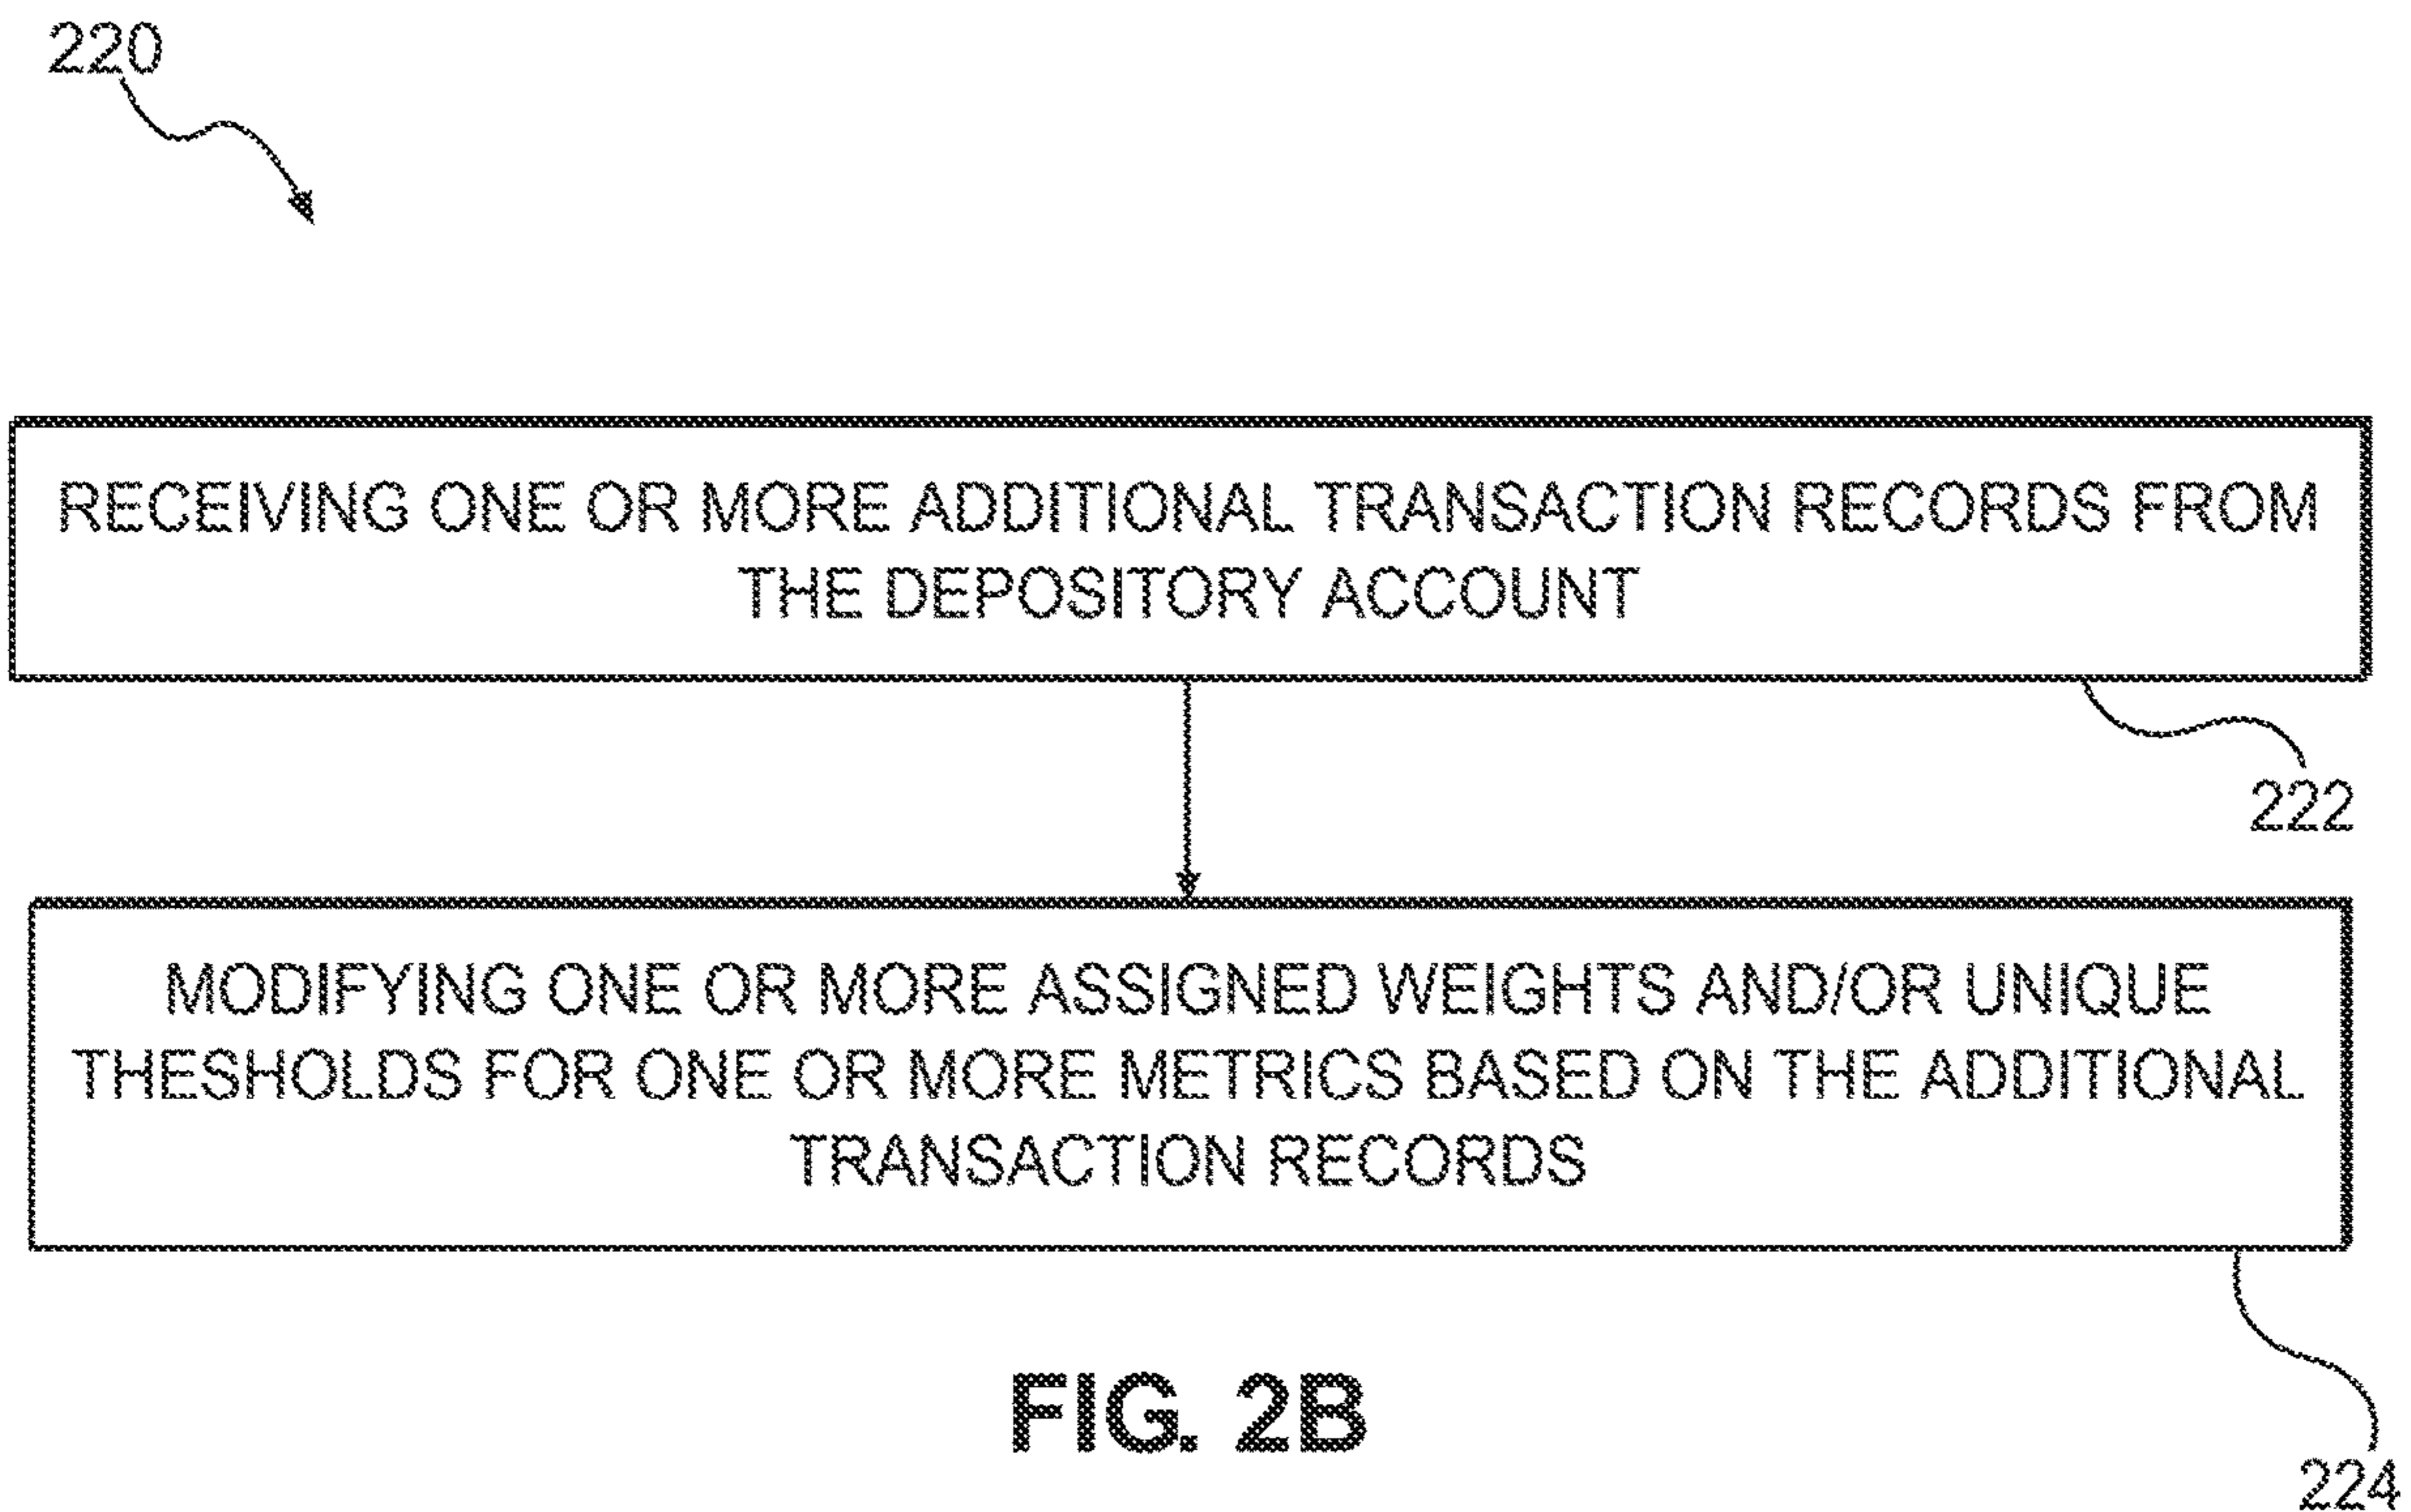 220
RECEIVING ONE OR MORE ADDITIONAL TRANSACTION RECORDS FROM
THE DEPOSITORY ACCOUNT
222
MODIFYING ONE OR MORE ASSIGNED WEIGHTS AND/OR UNIQUE
THESHOLDS FOR ONE OR MORE METRICS BASED ON THE ADDITIONAL
TRANSACTION RECORDS
FIG. 2B
224